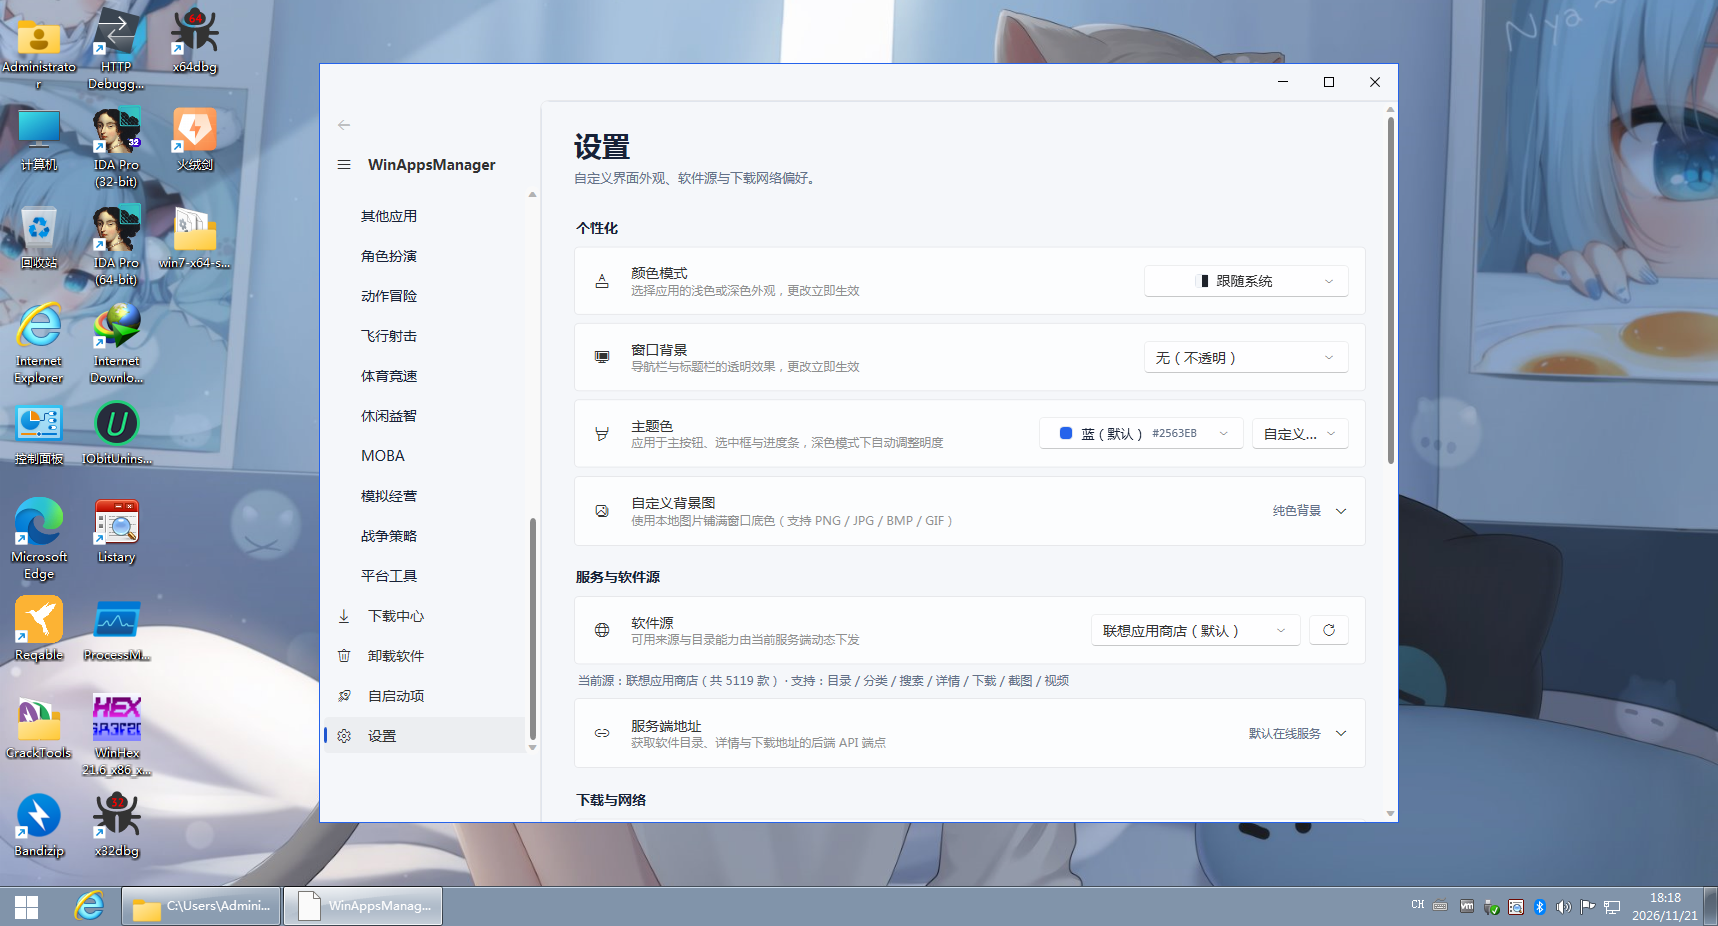 Nya~
Administrato
r
HTTP
Debugg...
64
x64dbg
计算机
32
IDA Pro
(32-bit)
火绒剑
回收站
IDA Pro
(64-bit)
win7-x64-s...
Internet
Explorer
Internet
Downlo...
控制面板
IObitUnins...
Microsoft
Edge
Listary
Reqable
ProcessM...
CrackTools
HEX
WinHex
21.6_x86_x...
Bandizip
32
x32dbg
WinAppsManager
其他应用
角色扮演
动作冒险
飞行射击
体育竞速
休闲益智
MOBA
模拟经营
战争策略
平台工具
下载中心
卸载软件
自启动项
设置
设置
自定义界面外观、软件源与下载网络偏好。
个性化
颜色模式
选择应用的浅色或深色外观，更改立即生效
跟随系统
窗口背景
导航栏与标题栏的透明效果，更改立即生效
无（不透明）
主题色
应用于主按钮、选中框与进度条，深色模式下自动调整明度
蓝（默认） #2563EB
自定义...
自定义背景图
使用本地图片铺满窗口底色（支持 PNG / JPG / BMP / GIF ）
纯色背景
服务与软件源
软件源
可用来源与目录能力由当前服务端动态下发
联想应用商店（默认）
当前源：联想应用商店（共 5119 款）· 支持：目录 / 分类 / 搜索 / 详情 / 下载 / 截图 / 视频
服务端地址
获取软件目录、详情与下载地址的后端 API 端点
默认在线服务
下载与网络
C:\Users\Admini...
WinAppsManag...
CH
vm
18:18
2026/11/21